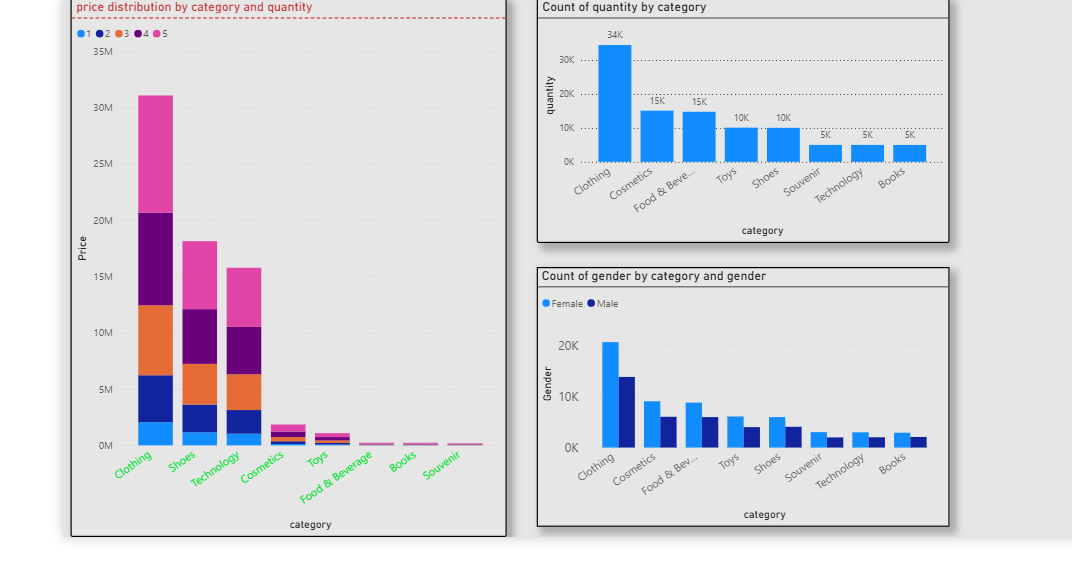 price distribution by category and quantity
1 2 3 4 5
35M
30M
25M
20M
15M
10M
5M
0M
Price
Clothing
Shoes
Technology
Cosmetics
Toys
Food & Beverage
Books
Souvenir
category
Count of quantity by category
34K
15K
15K
10K
10K
5K
5K
5K
30K
20K
10K
0K
quantity
Clothing
Cosmetics
Food & Beve...
Toys
Shoes
Souvenir
Technology
Books
category
Count of gender by category and gender
Female Male
20K
10K
0K
Gender
Clothing
Cosmetics
Food & Bev...
Toys
Shoes
Souvenir
Technology
Books
category